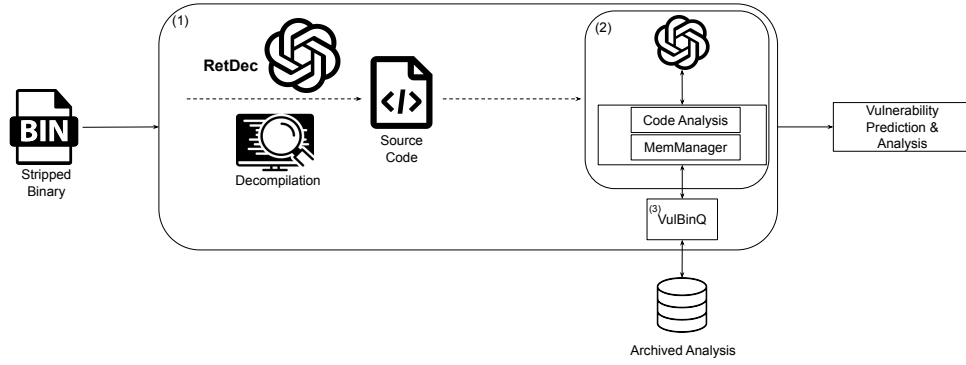 (1)
(2)
RetDec
BIN
</>
Stripped
Binary
Decompilation
Source
Code
Code Analysis
MemManager
Vulnerability
Prediction &
Analysis
(3)
VulBinQ
Archived Analysis